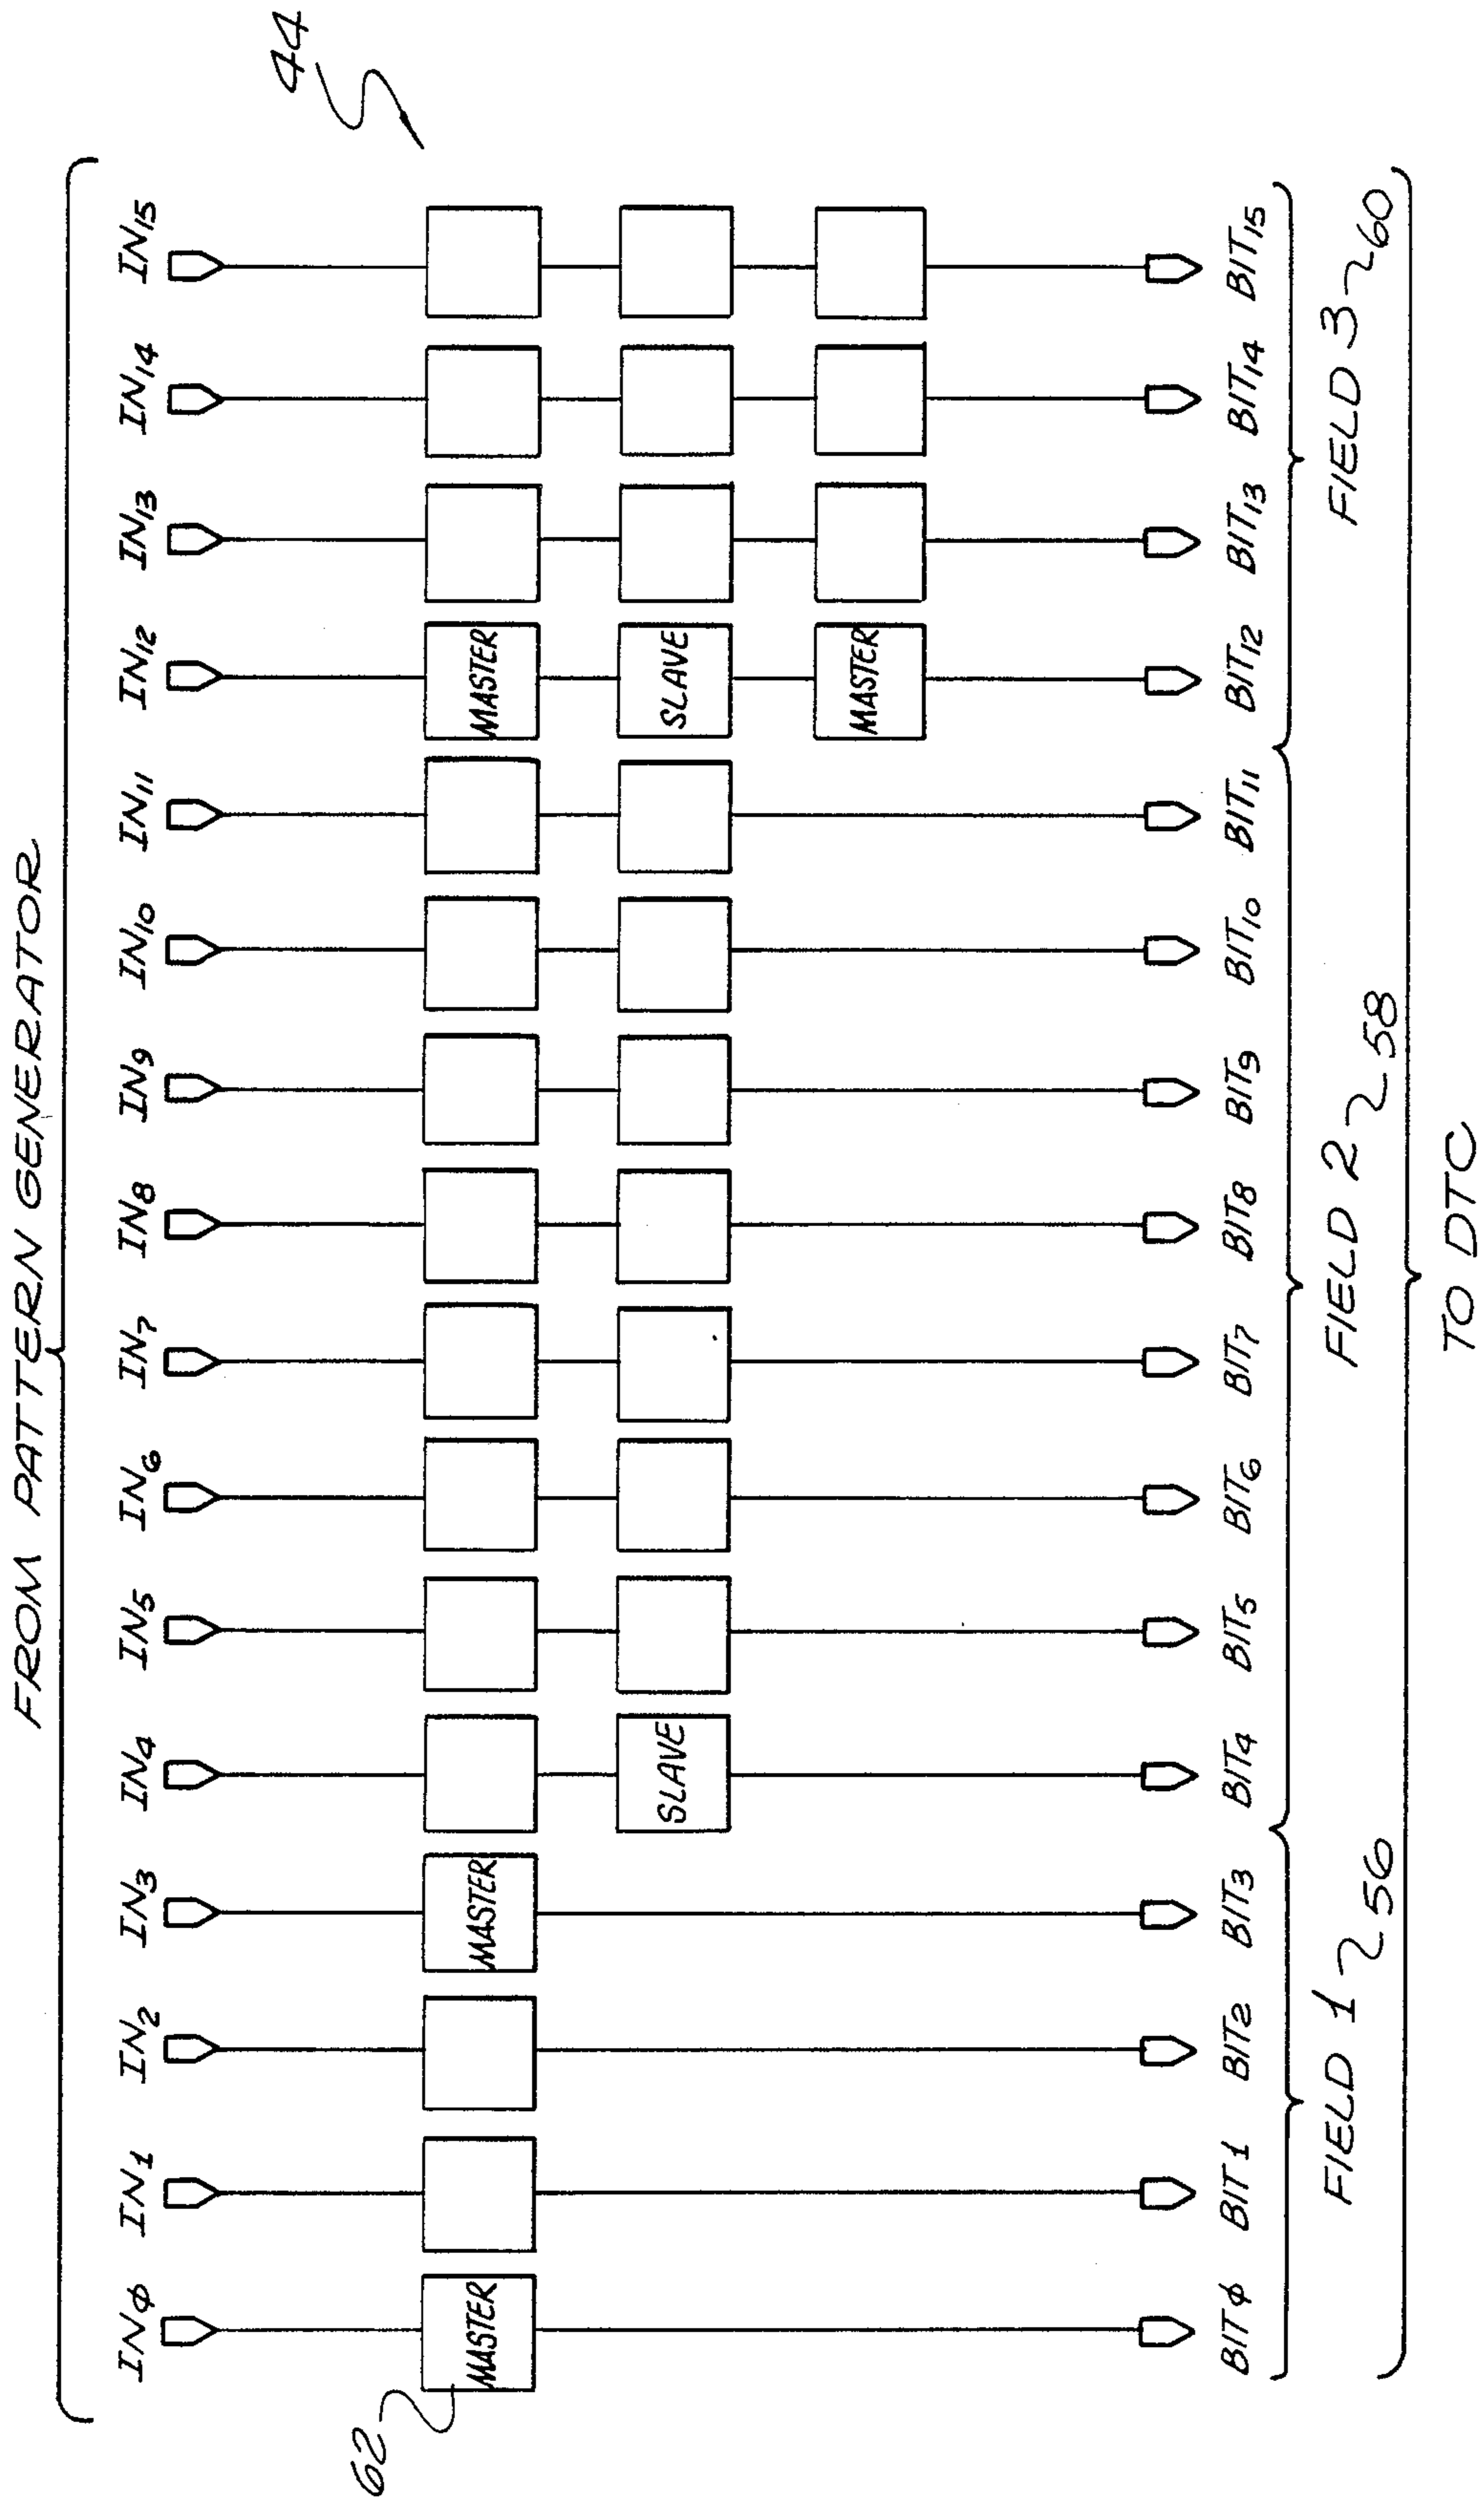 FROM PATTERN GENERATOR
44
INφ IN1 IN2 IN3 IN4 IN5 IN6 IN7 IN8 IN9 IN10 IN11 IN12 IN13 IN14 IN15
62
MASTER MASTER MASTER
SLAVE SLAVE
MASTER
BITφ BIT1 BIT2 BIT3 BIT4 BIT5 BIT6 BIT7 BIT8 BIT9 BIT10 BIT11 BIT12 BIT13 BIT14 BIT15
FIELD 1 56 FIELD 2 58 FIELD 3 60
TO DTC